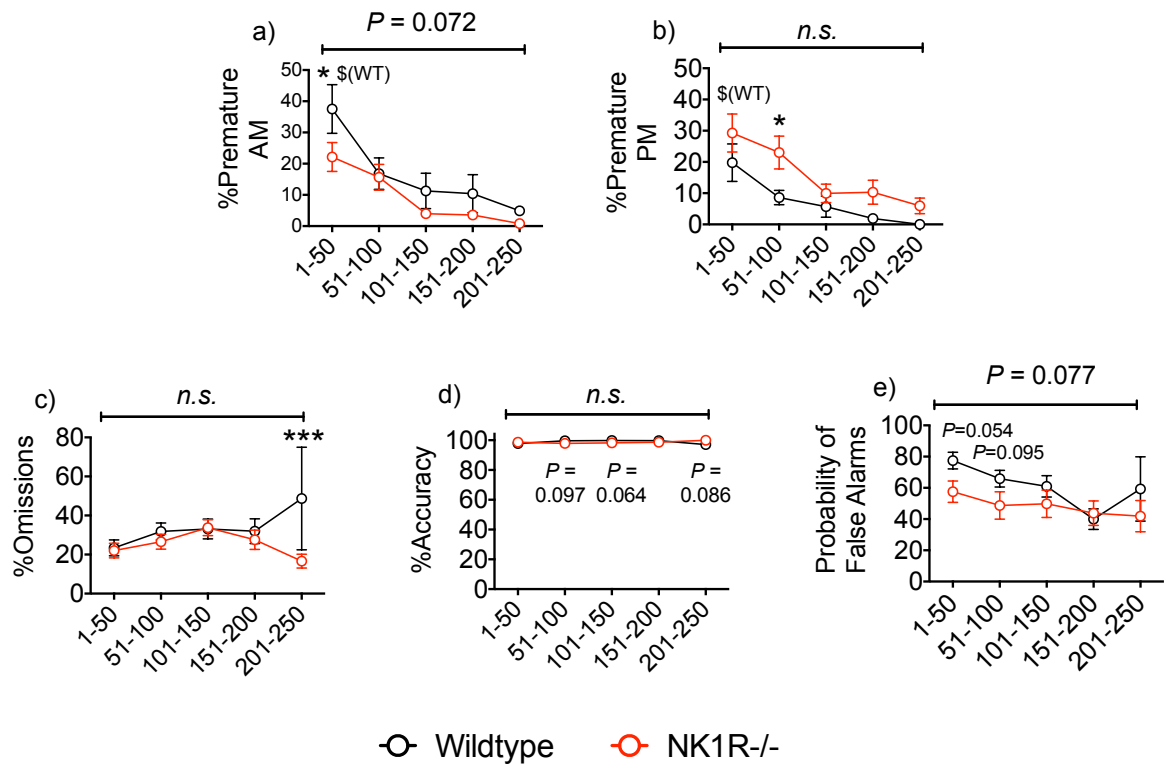 a)
P = 0.072
%Premature
AM
* $(WT)
50
40
30
20
10
0
1-50
51-100
101-150
151-200
201-250
b)
n.s.
%Premature
PM
$(WT)
*
50
40
30
20
10
0
1-50
51-100
101-150
151-200
201-250
c)
n.s.
%Omissions
***
80
60
40
20
0
1-50
51-100
101-150
151-200
201-250
d)
n.s.
%Accuracy
100
80
60
40
20
0
P =
0.097
P =
0.064
P =
0.086
1-50
51-100
101-150
151-200
201-250
e)
P = 0.077
Probability of
False Alarms
P=0.054
P=0.095
100
80
60
40
20
0
1-50
51-100
101-150
151-200
201-250
Wildtype
NK1R-/-